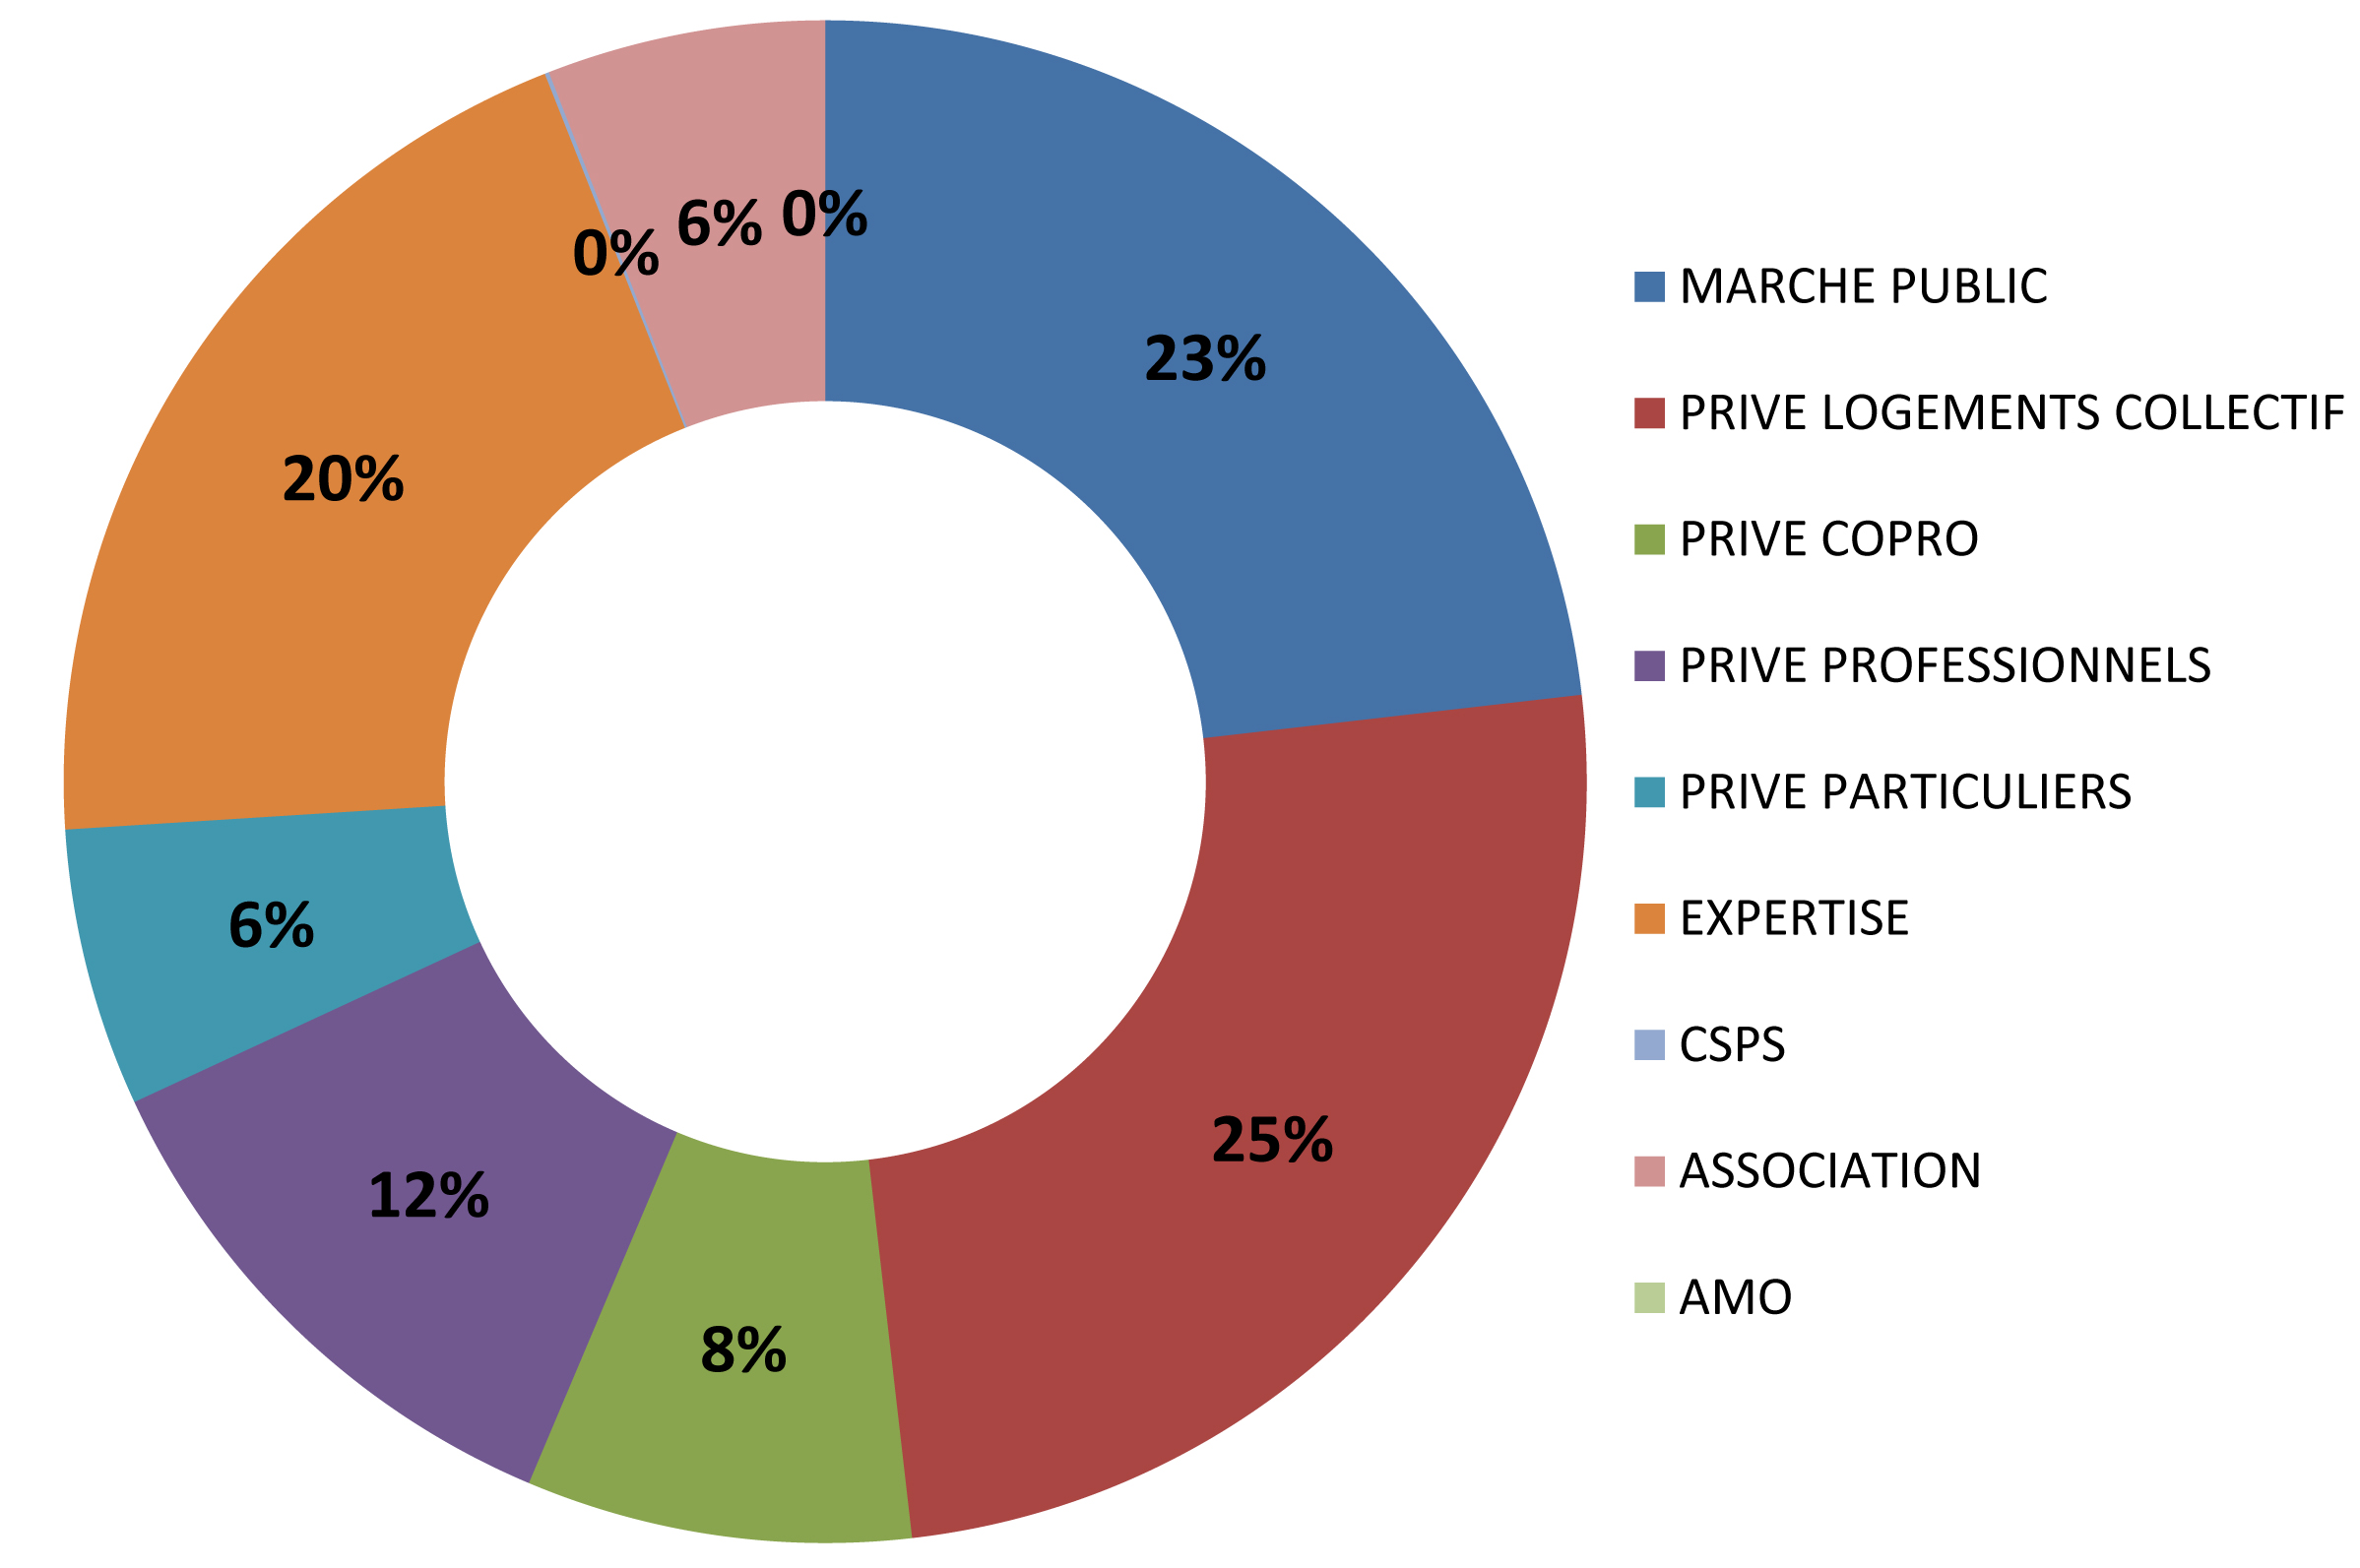 0%
6%
0%
23%
20%
6%
25%
12%
8%
MARCHE PUBLIC
PRIVE LOGEMENTS COLLECTIF
PRIVE COPRO
PRIVE PROFESSIONNELS
PRIVE PARTICULIERS
EXPERTISE
CSPS
ASSOCIATION
AMO